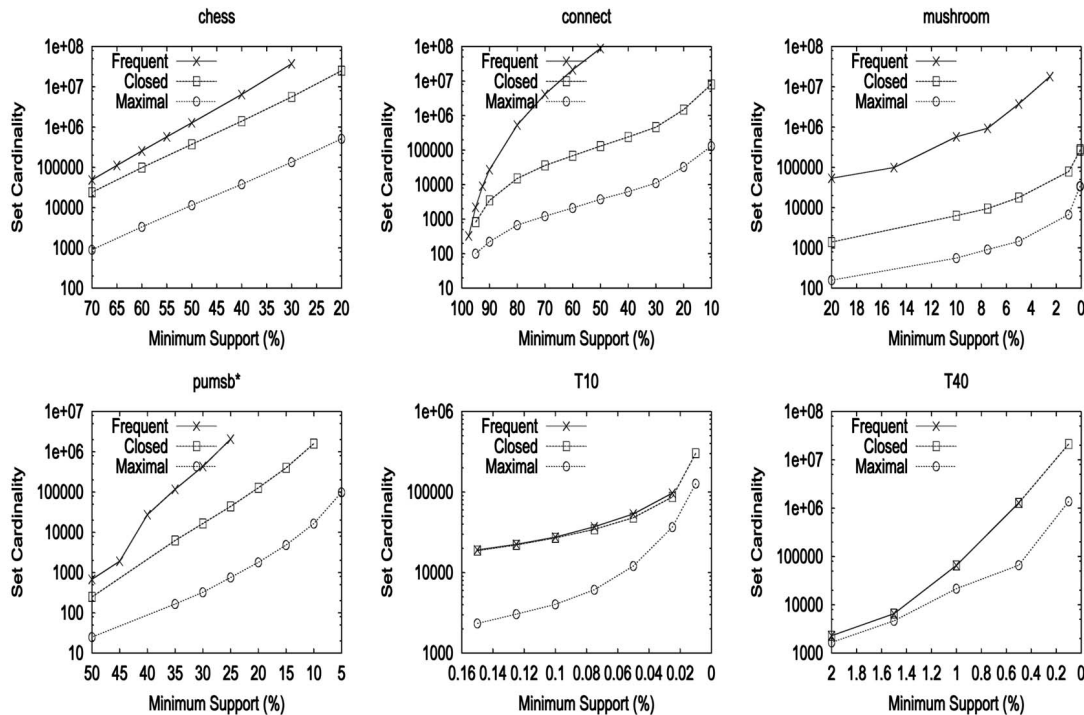 chess
Set Cardinality
1e+08
1e+07
1e+06
100000
10000
1000
100
Frequent
Closed
Maximal
70 65 60 55 50 45 40 35 30 25 20
Minimum Support (%)
connect
Set Cardinality
1e+08
1e+07
1e+06
100000
10000
1000
100
10
Frequent
Closed
Maximal
100 90 80 70 60 50 40 30 20 10
Minimum Support (%)
mushroom
Set Cardinality
1e+08
1e+07
1e+06
100000
10000
1000
100
Frequent
Closed
Maximal
20 18 16 14 12 10 8 6 4 2 0
Minimum Support (%)
pumsb*
Set Cardinality
1e+07
1e+06
100000
10000
1000
100
10
Frequent
Closed
Maximal
50 45 40 35 30 25 20 15 10 5
Minimum Support (%)
T10
Set Cardinality
1e+06
100000
10000
1000
Frequent
Closed
Maximal
0.16 0.14 0.12 0.1 0.08 0.06 0.04 0.02 0
Minimum Support (%)
T40
Set Cardinality
1e+08
1e+07
1e+06
100000
10000
1000
Frequent
Closed
Maximal
2 1.8 1.6 1.4 1.2 1 0.8 0.6 0.4 0.2 0
Minimum Support (%)